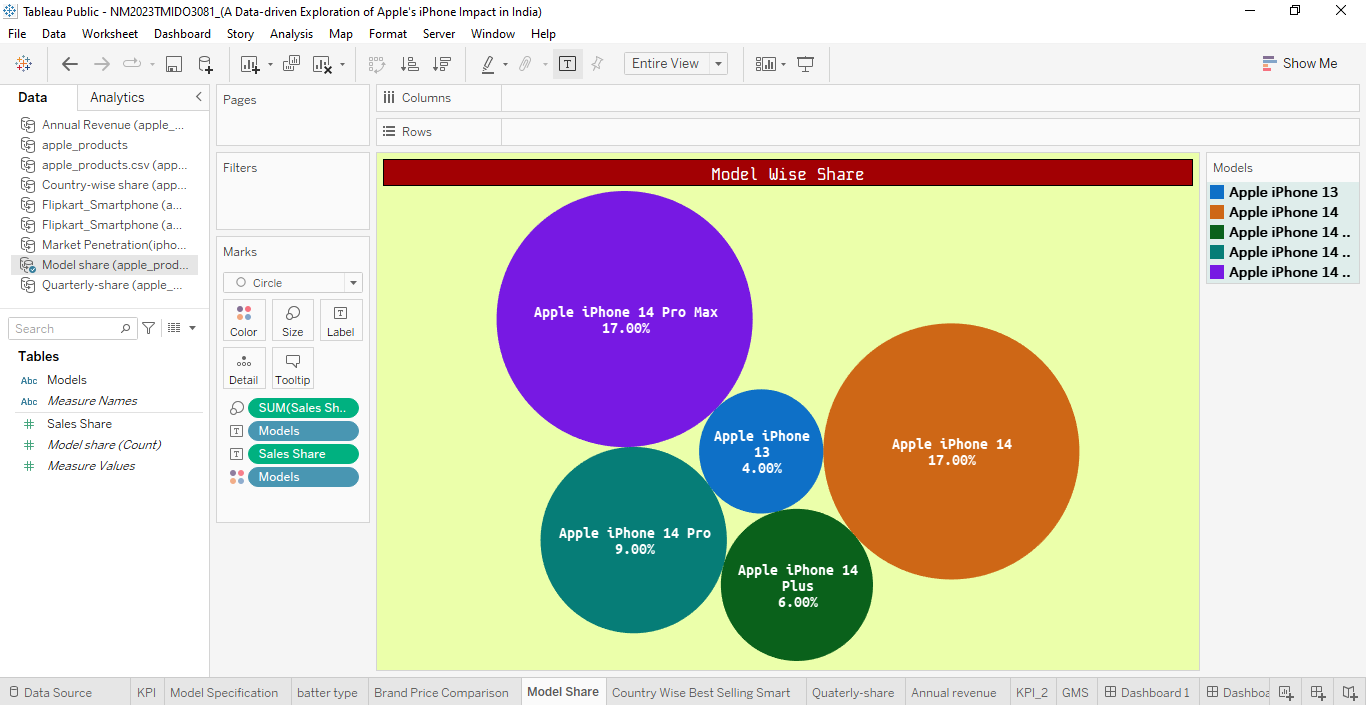 Tableau Public - NM2023TMIDO3081_(A Data-driven Exploration of Apple's iPhone Impact in India)
File Data Worksheet Dashboard Story Analysis Map Format Server Window Help
Entire View
Show Me
Data Analytics
Annual Revenue (apple_...
apple_products
apple_products.csv (app...
Country-wise share (app...
Flipkart_Smartphone (a...
Flipkart_Smartphone (a...
Market Penetration(ipho...
Model share (apple_prod...
Quarterly-share (apple_...
Search
Tables
Abc Models
Abc Measure Names
# Sales Share
# Model share (Count)
# Measure Values
Pages
Filters
Marks
Circle
Color Size Label
Detail Tooltip
SUM(Sales Sh..
Models
Sales Share
Models
Columns
Rows
Model Wise Share
Apple iPhone 14 Pro Max
17.00%
Apple iPhone
13
4.00%
Apple iPhone 14
17.00%
Apple iPhone 14 Pro
9.00%
Apple iPhone 14
Plus
6.00%
Models
Apple iPhone 13
Apple iPhone 14
Apple iPhone 14 ..
Apple iPhone 14 ..
Apple iPhone 14 ..
Data Source KPI Model Specification batter type Brand Price Comparison Model Share Country Wise Best Selling Smart Quaterly-share Annual revenue KPI_2 GMS Dashboard 1 Dashboa